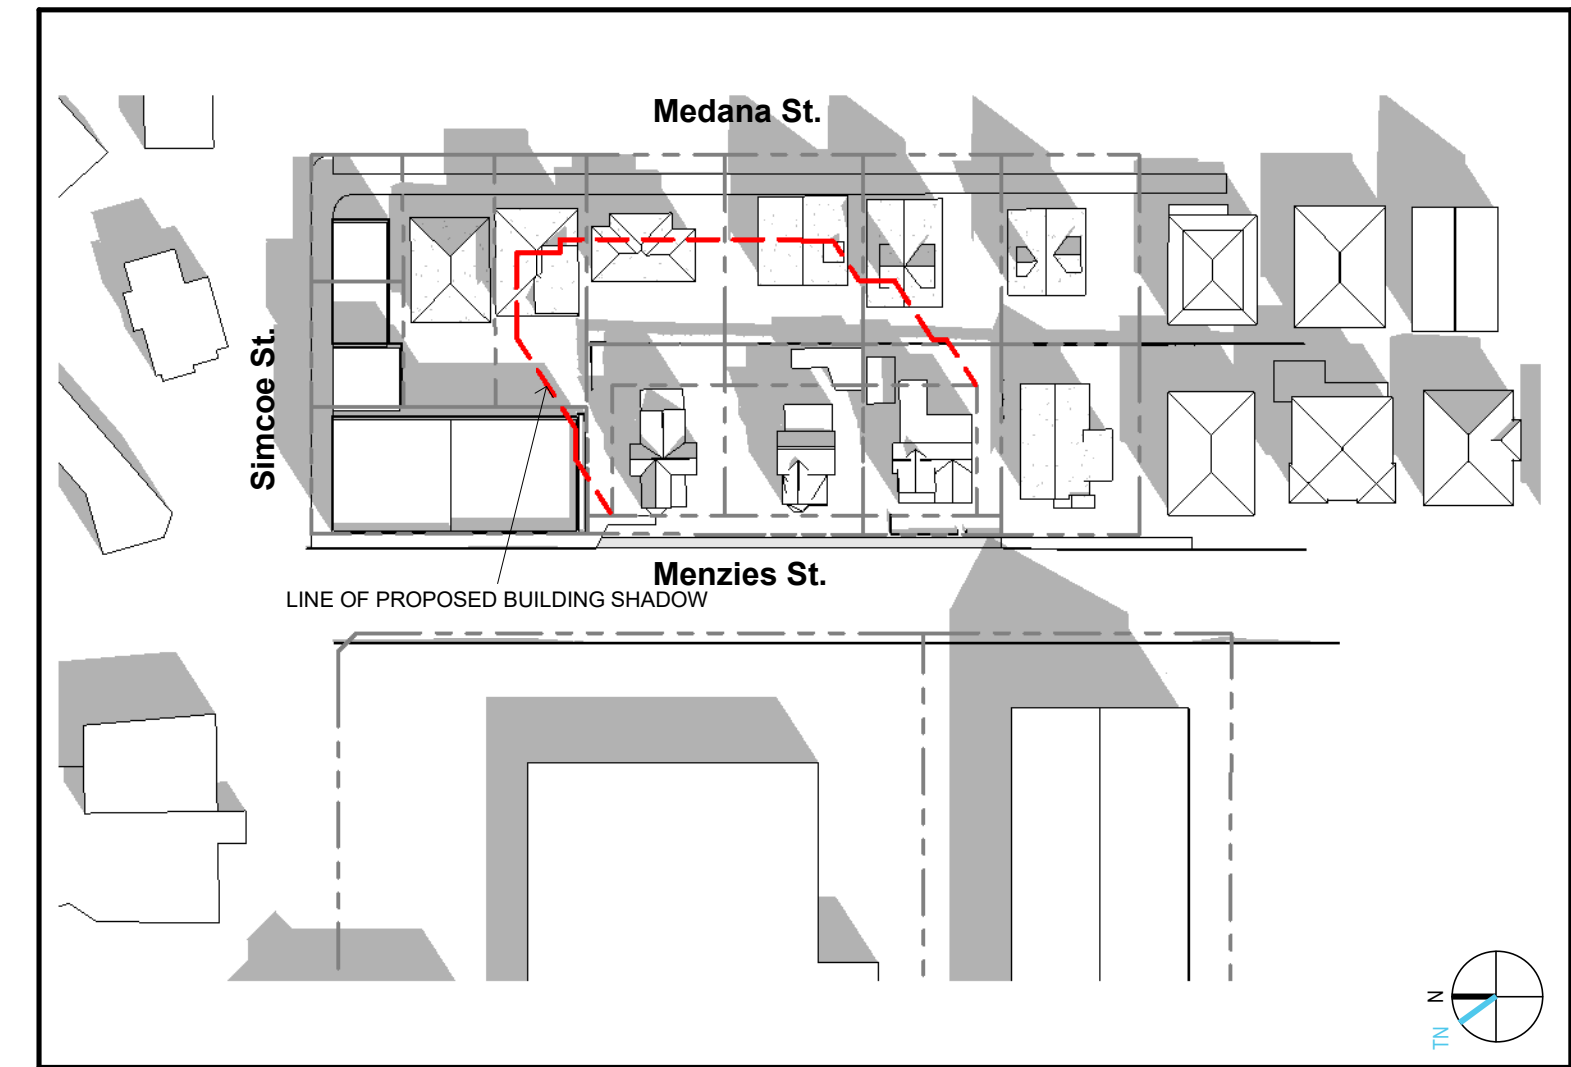 Medana St.
Simcoe St.
Menzies St.
LINE OF PROPOSED BUILDING SHADOW
N
TN